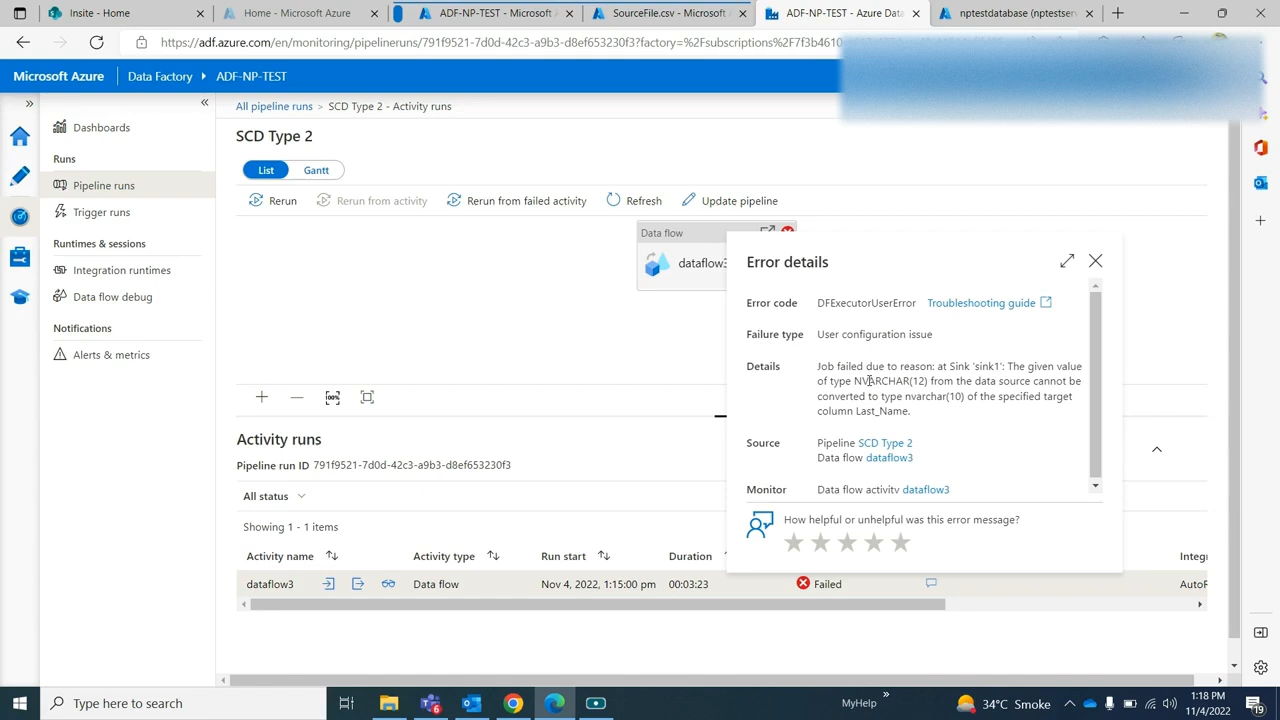 Insite - Home
Home - Microsoft Azure
ADF-NP-TEST - Microsoft A
SourceFile.csv - Microsoft A
ADF-NP-TEST - Azure Data
nptestdatabase (nptestserv
https://adf.azure.com/en/monitoring/pipelineruns/791f9521-7d0d-42c3-a9b3-d8ef653230f3?factory=%2Fsubscriptions%2F7f3b4610
Microsoft Azure
Data Factory
ADF-NP-TEST
All pipeline runs > SCD Type 2 - Activity runs
SCD Type 2
Dashboards
Runs
Pipeline runs
Trigger runs
Runtimes & sessions
Integration runtimes
Data flow debug
Notifications
Alerts & metrics
List
Gantt
Rerun
Rerun from activity
Rerun from failed activity
Refresh
Update pipeline
Data flow
dataflow3
100%
Error details
Error code DFExecutorUserError Troubleshooting guide
Failure type User configuration issue
Details Job failed due to reason: at Sink 'sink1': The given value
of type NVARCHAR(12) from the data source cannot be
converted to type nvarchar(10) of the specified target
column Last_Name.
Source Pipeline SCD Type 2
Data flow dataflow3
Monitor Data flow activity dataflow3
How helpful or unhelpful was this error message?
Activity runs
Pipeline run ID 791f9521-7d0d-42c3-a9b3-d8ef653230f3
All status
Showing 1 - 1 items
Activity name Activity type Run start Duration Integr
dataflow3 Data flow Nov 4, 2022, 1:15:00 pm 00:03:23 Failed AutoR
Type here to search
MyHelp
34°C Smoke
1:18 PM
11/4/2022
19